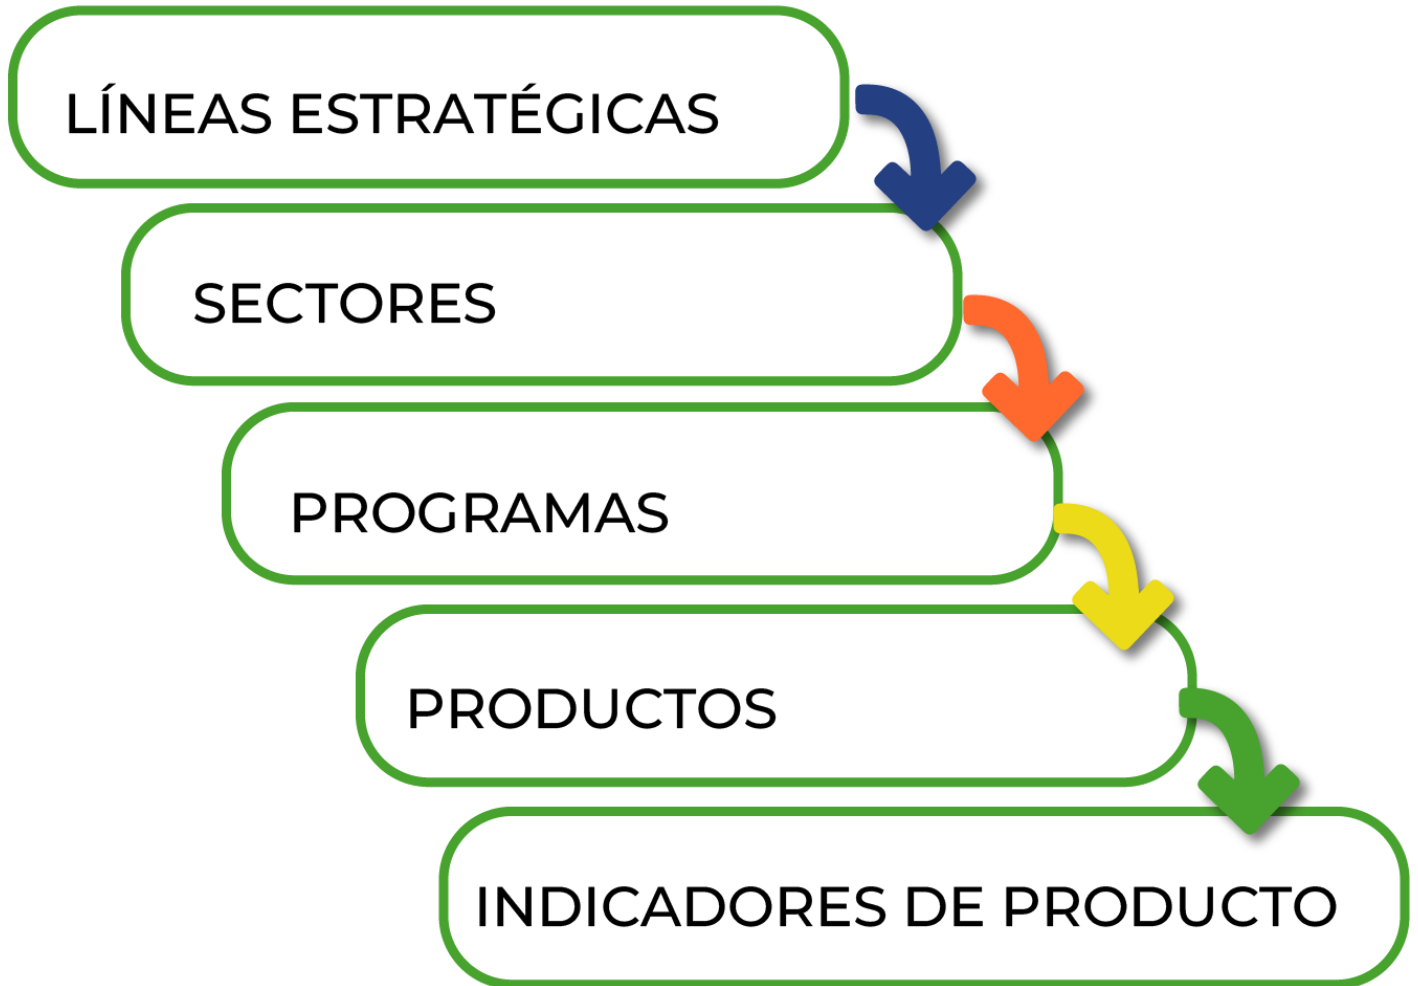 LÍNEAS ESTRATÉGICAS
SECTORES
PROGRAMAS
PRODUCTOS
INDICADORES DE PRODUCTO